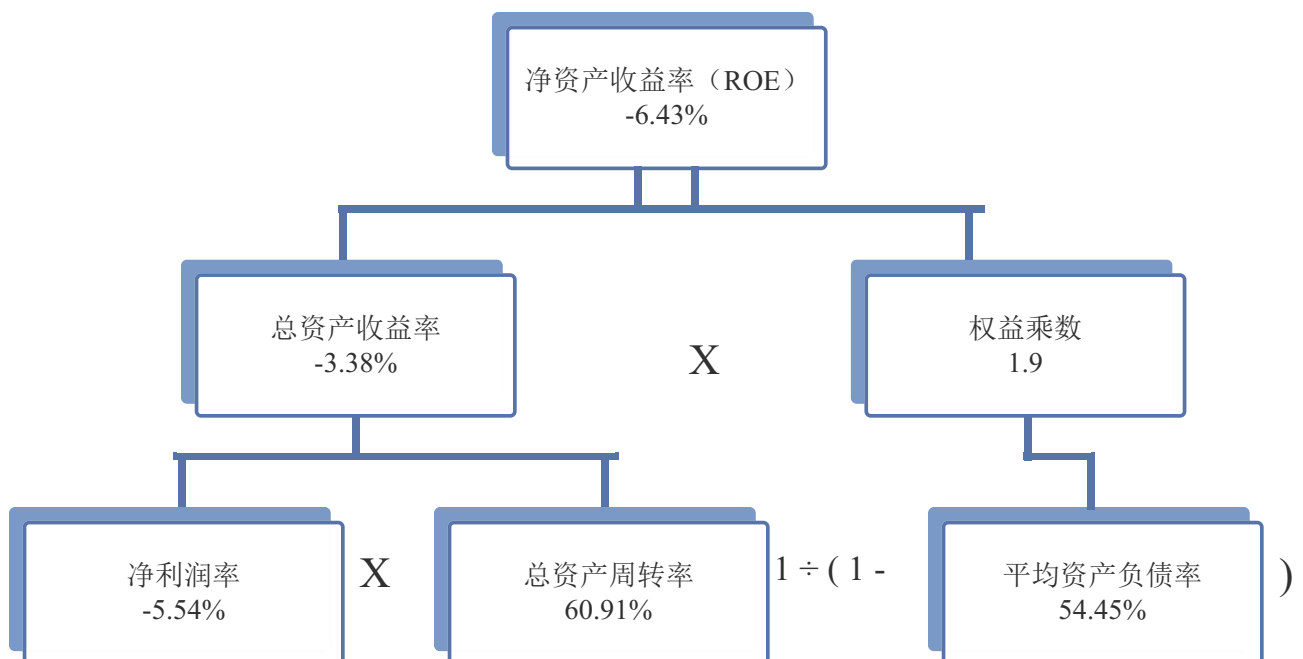 净资产收益率（ROE）
-6.43%
总资产收益率
-3.38%
X
权益乘数
1.9
净利润率
-5.54%
X
总资产周转率
60.91%
1 ÷ ( 1 -
平均资产负债率
54.45%
)